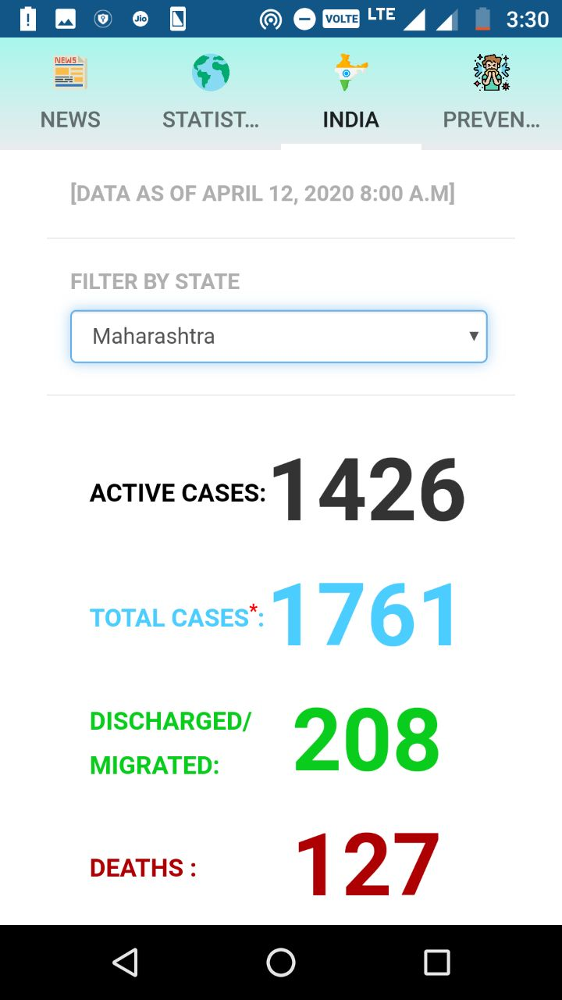 Jio
VOLTE LTE 3:30
NEWS
NEWS STATIST... INDIA PREVEN...
[DATA AS OF APRIL 12, 2020 8:00 A.M]
FILTER BY STATE
Maharashtra
ACTIVE CASES: 1426
TOTAL CASES*: 1761
DISCHARGED/
MIGRATED: 208
DEATHS : 127